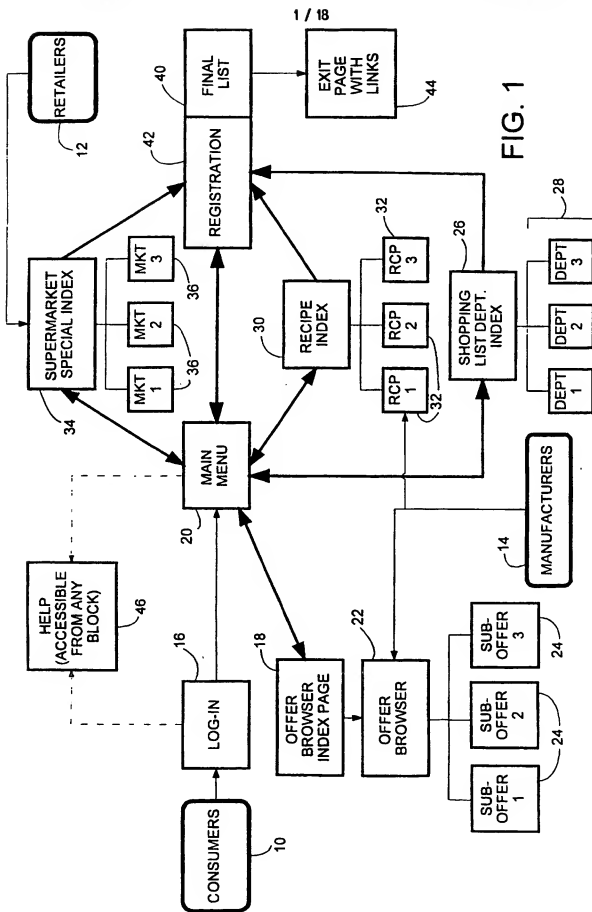 1 / 18
RETAILERS
12
SUPERMARKET
SPECIAL INDEX
34
MKT
1
MKT
2
MKT
3
36
36
HELP
(ACCESSIBLE
FROM ANY
BLOCK)
46
CONSUMERS
10
LOG-IN
16
MAIN
MENU
20
REGISTRATION
42
FINAL
LIST
40
EXIT
PAGE
WITH
LINKS
44
OFFER
BROWSER
INDEX PAGE
18
OFFER
BROWSER
22
SUB-
OFFER
1
SUB-
OFFER
2
SUB-
OFFER
3
24
24
RECIPE
INDEX
30
RCP
1
RCP
2
RCP
3
32
32
32
SHOPPING
LIST DEPT.
INDEX
26
DEPT
1
DEPT
2
DEPT
3
28
MANUFACTURERS
14
FIG. 1